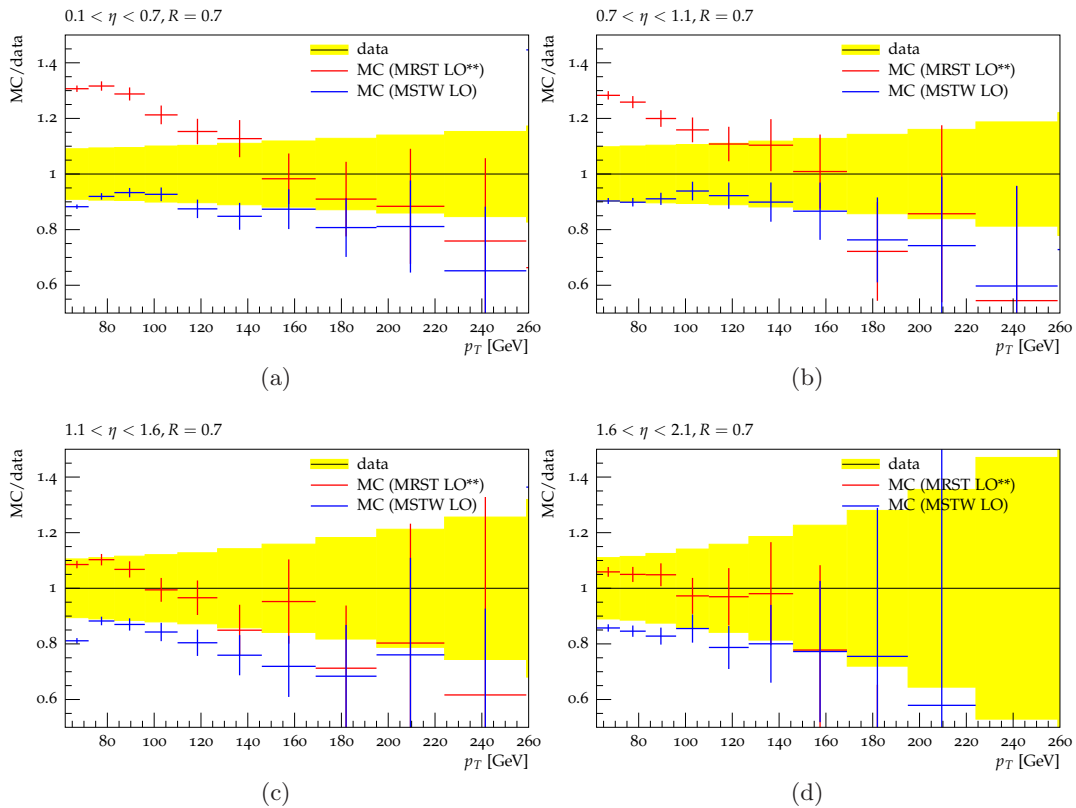 0.1 < η < 0.7, R = 0.7
MC/data
1.4
1.2
1
0.8
0.6
data
MC (MRST LO**)
MC (MSTW LO)
80 100 120 140 160 180 200 220 240 260
p_T [GeV]
(a)
0.7 < η < 1.1, R = 0.7
MC/data
1.4
1.2
1
0.8
0.6
data
MC (MRST LO**)
MC (MSTW LO)
80 100 120 140 160 180 200 220 240 260
p_T [GeV]
(b)
1.1 < η < 1.6, R = 0.7
MC/data
1.4
1.2
1
0.8
0.6
data
MC (MRST LO**)
MC (MSTW LO)
80 100 120 140 160 180 200 220 240 260
p_T [GeV]
(c)
1.6 < η < 2.1, R = 0.7
MC/data
1.4
1.2
1
0.8
0.6
data
MC (MRST LO**)
MC (MSTW LO)
80 100 120 140 160 180 200 220 240 260
p_T [GeV]
(d)